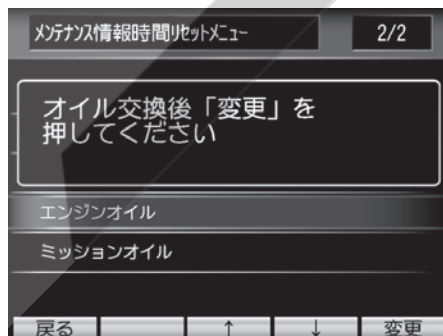 メンテナンス情報時間リセットメニュー 2/2
オイル交換後「変更」を
押してください
エンジンオイル
ミッションオイル
戻る ↑ ↓ 変更